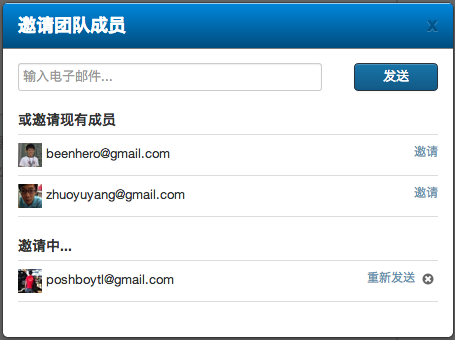 邀请团队成员 x
输入电子邮件... 发送
或邀请现有成员
beenhero@gmail.com 邀请
zhuoyuyang@gmail.com 邀请
邀请中...
poshboytl@gmail.com 重新发送